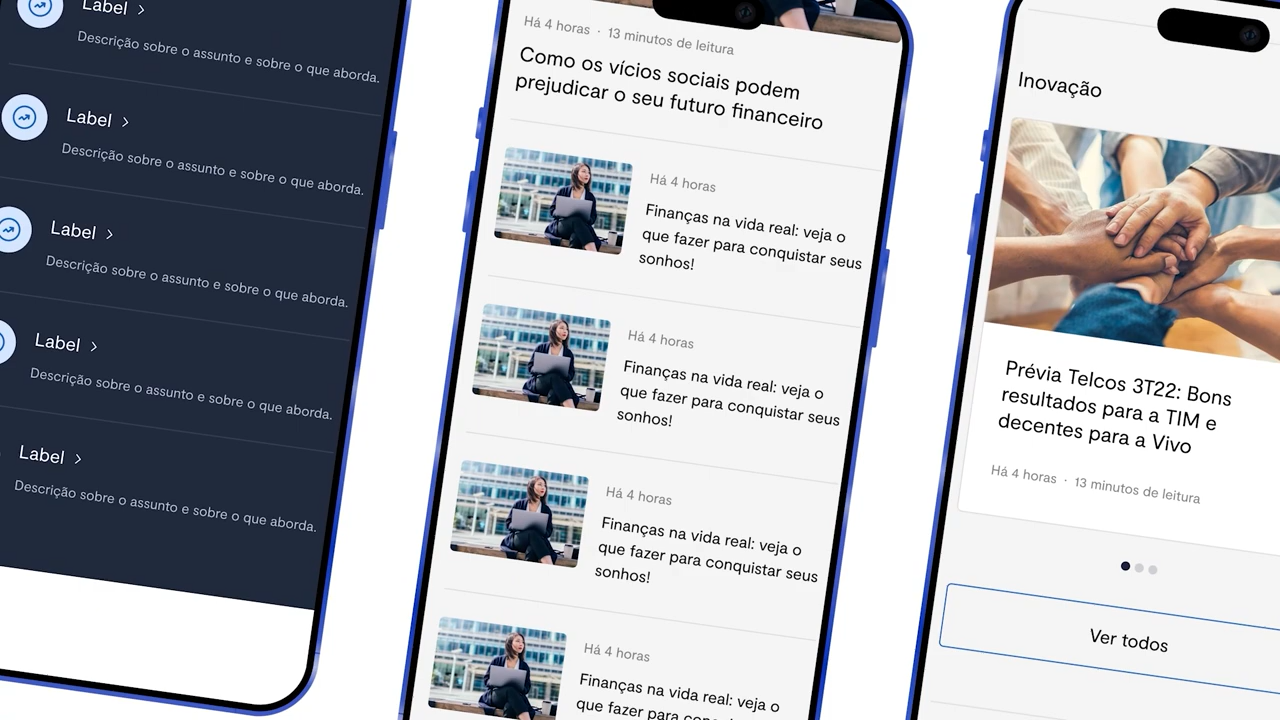 Label >
Descrição sobre o assunto e sobre o que aborda.
Label >
Descrição sobre o assunto e sobre o que aborda.
Label >
Descrição sobre o assunto e sobre o que aborda.
Label >
Descrição sobre o assunto e sobre o que aborda.
Label >
Descrição sobre o assunto e sobre o que aborda.
Há 4 horas · 13 minutos de leitura
Como os vícios sociais podem
prejudicar o seu futuro financeiro
Há 4 horas
Finanças na vida real: veja o
que fazer para conquistar seus
sonhos!
Há 4 horas
Finanças na vida real: veja o
que fazer para conquistar seus
sonhos!
Há 4 horas
Finanças na vida real: veja o
que fazer para conquistar seus
sonhos!
Há 4 horas
Finanças na vida real: veja o
que fazer para
Inovação
Prévia Telcos 3T22: Bons
resultados para a TIM e
decentes para a Vivo
Há 4 horas · 13 minutos de leitura
Ver todos